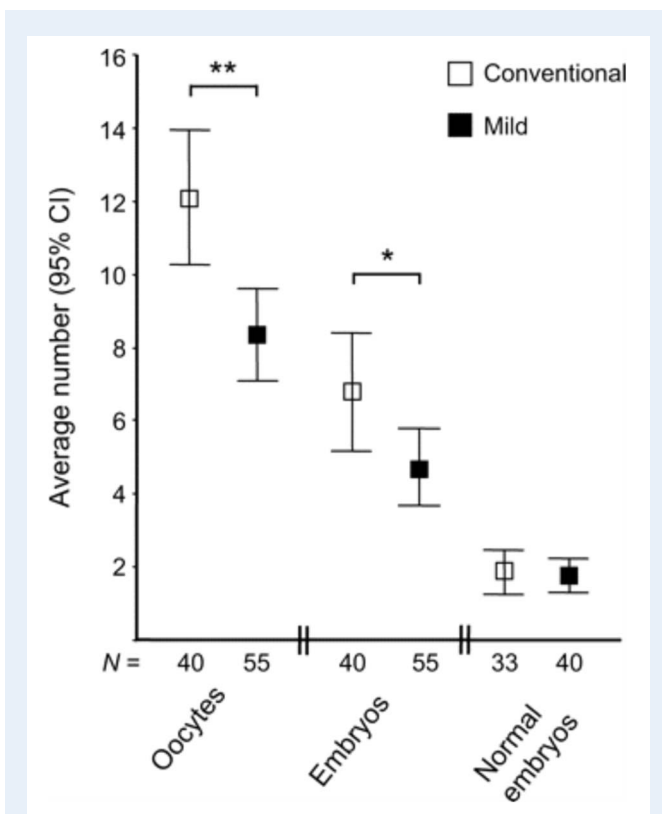 16
**
Conventional
14
Mild
12
10
*
8
6
4
2
Average number (95% CI)
N = 40 55 40 55 33 40
Oocytes
Embryos
Normal
embryos